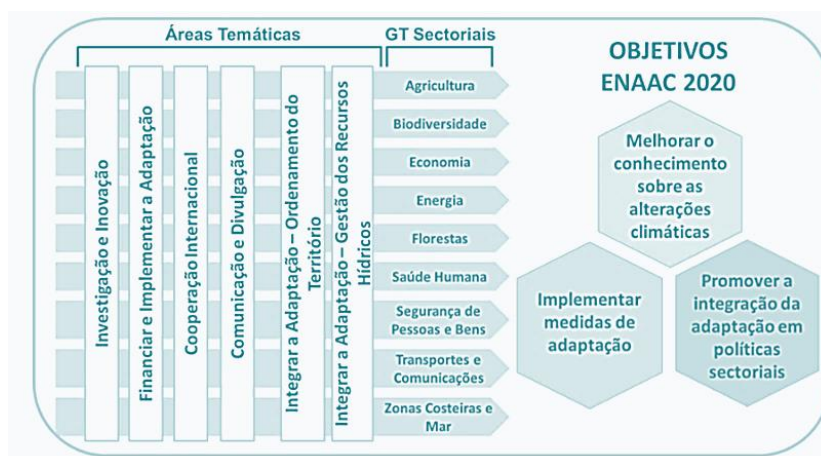 Áreas Temáticas
GT Sectoriais
Investigação e Inovação
Financiar e Implementar a Adaptação
Cooperação Internacional
Comunicação e Divulgação
Integrar a Adaptação – Ordenamento do
Território
Integrar a Adaptação – Gestão dos Recursos
Hídricos
Agricultura
Biodiversidade
Economia
Energia
Florestas
Saúde Humana
Segurança de
Pessoas e Bens
Transportes e
Comunicações
Zonas Costeiras e
Mar
OBJETIVOS
ENAAC 2020
Melhorar o
conhecimento
sobre as
alterações
climáticas
Implementar
medidas de
adaptação
Promover a
integração da
adaptação em
políticas
sectoriais